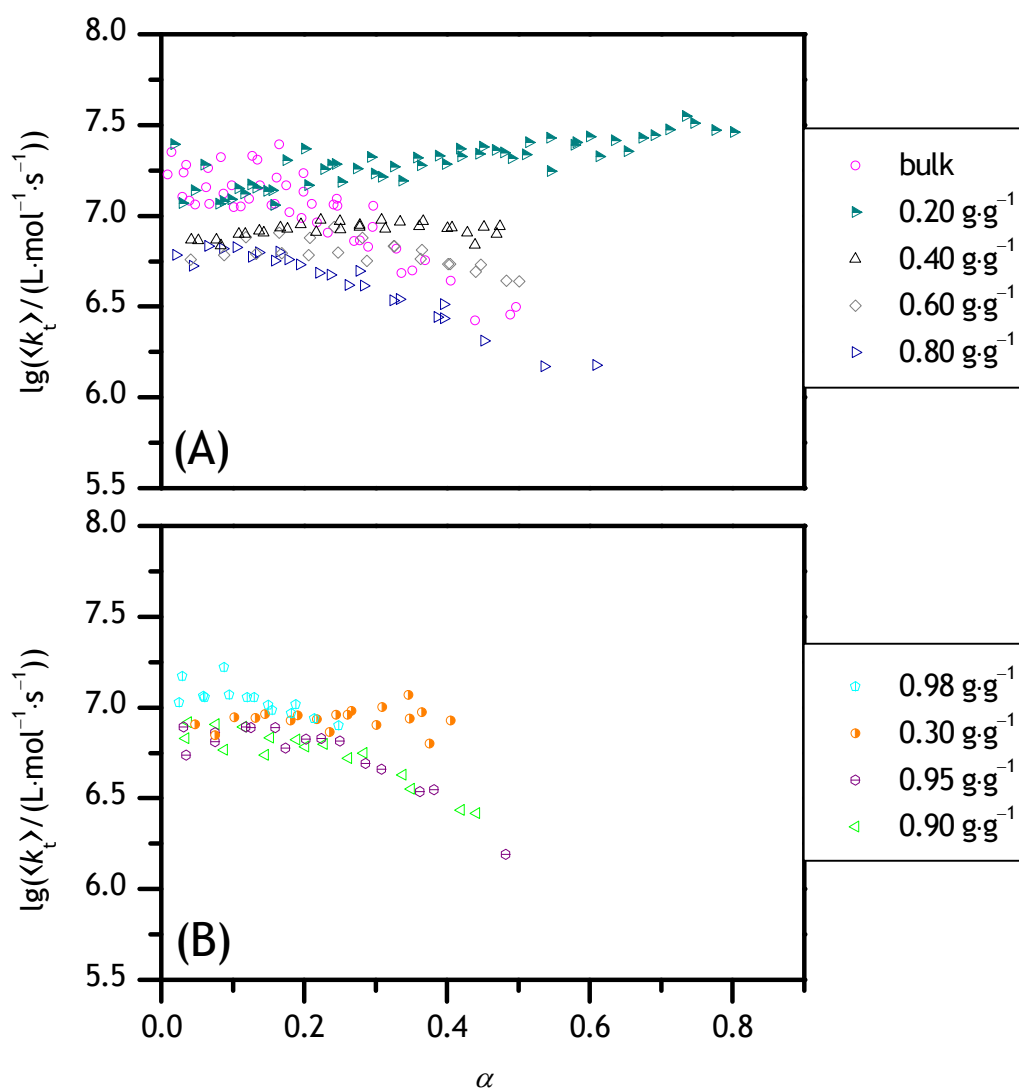 8.0
7.5
7.0
6.5
6.0
5.5
lg(⟨k_t⟩/(L·mol⁻¹·s⁻¹))
(A)
bulk
0.20 g·g⁻¹
0.40 g·g⁻¹
0.60 g·g⁻¹
0.80 g·g⁻¹
8.0
7.5
7.0
6.5
6.0
5.5
lg(⟨k_t⟩/(L·mol⁻¹·s⁻¹))
(B)
0.98 g·g⁻¹
0.30 g·g⁻¹
0.95 g·g⁻¹
0.90 g·g⁻¹
0.0 0.2 0.4 0.6 0.8
α